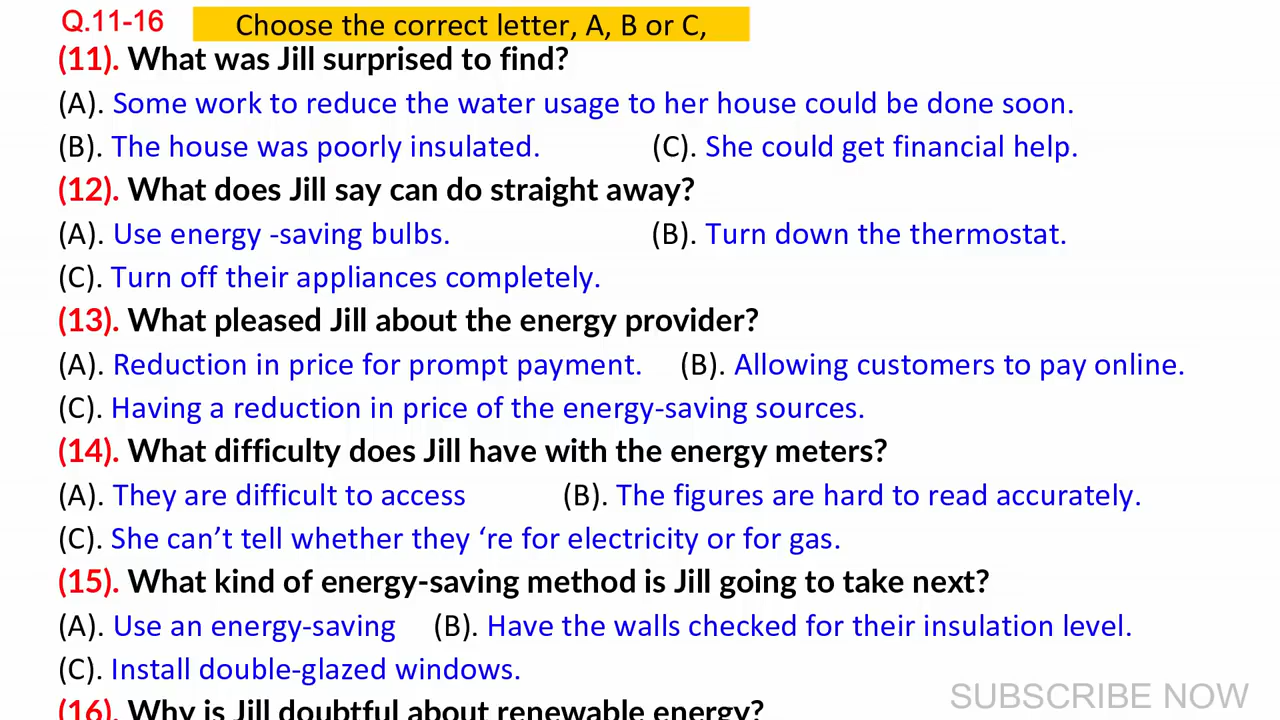 Q.11-16 Choose the correct letter, A, B or C,
(11). What was Jill surprised to find?
(A). Some work to reduce the water usage to her house could be done soon.
(B). The house was poorly insulated. (C). She could get financial help.
(12). What does Jill say can do straight away?
(A). Use energy -saving bulbs. (B). Turn down the thermostat.
(C). Turn off their appliances completely.
(13). What pleased Jill about the energy provider?
(A). Reduction in price for prompt payment. (B). Allowing customers to pay online.
(C). Having a reduction in price of the energy-saving sources.
(14). What difficulty does Jill have with the energy meters?
(A). They are difficult to access (B). The figures are hard to read accurately.
(C). She can’t tell whether they ‘re for electricity or for gas.
(15). What kind of energy-saving method is Jill going to take next?
(A). Use an energy-saving (B). Have the walls checked for their insulation level.
(C). Install double-glazed windows.
(16). Why is Jill doubtful about renewable energy?
SUBSCRIBE NOW